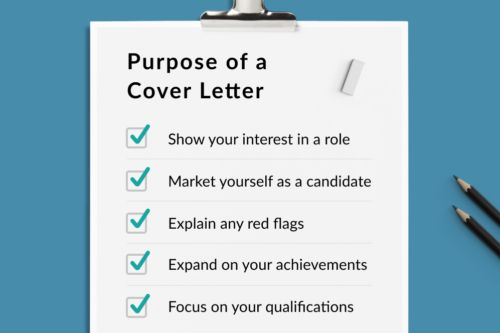 Purpose of a
Cover Letter
Show your interest in a role
Market yourself as a candidate
Explain any red flags
Expand on your achievements
Focus on your qualifications